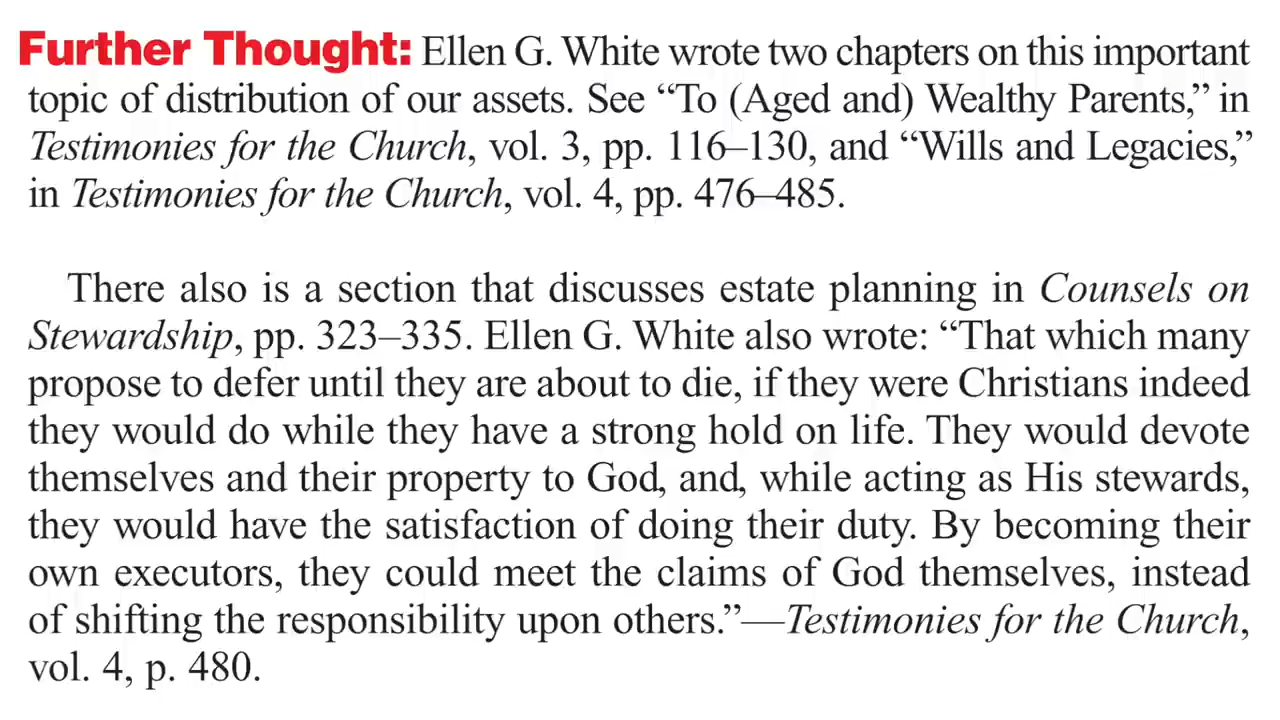 Further Thought: Ellen G. White wrote two chapters on this important
topic of distribution of our assets. See “To (Aged and) Wealthy Parents,” in
Testimonies for the Church, vol. 3, pp. 116–130, and “Wills and Legacies,”
in Testimonies for the Church, vol. 4, pp. 476–485.
There also is a section that discusses estate planning in Counsels on
Stewardship, pp. 323–335. Ellen G. White also wrote: “That which many
propose to defer until they are about to die, if they were Christians indeed
they would do while they have a strong hold on life. They would devote
themselves and their property to God, and, while acting as His stewards,
they would have the satisfaction of doing their duty. By becoming their
own executors, they could meet the claims of God themselves, instead
of shifting the responsibility upon others.”—Testimonies for the Church,
vol. 4, p. 480.